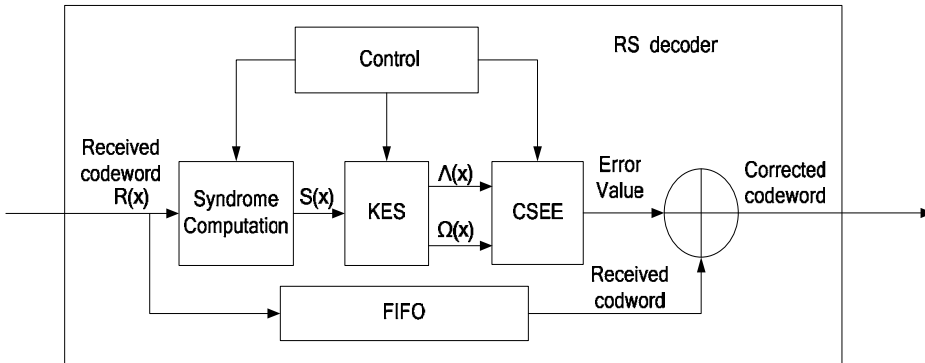 RS decoder
Control
Received
codeword
R(x)
Syndrome
Computation
S(x)
KES
Λ(x)
Ω(x)
CSEE
Error
Value
Corrected
codeword
Received
codword
FIFO